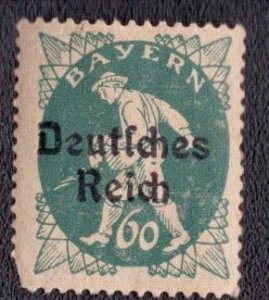 BAYERN
Deutſches
Reich
60